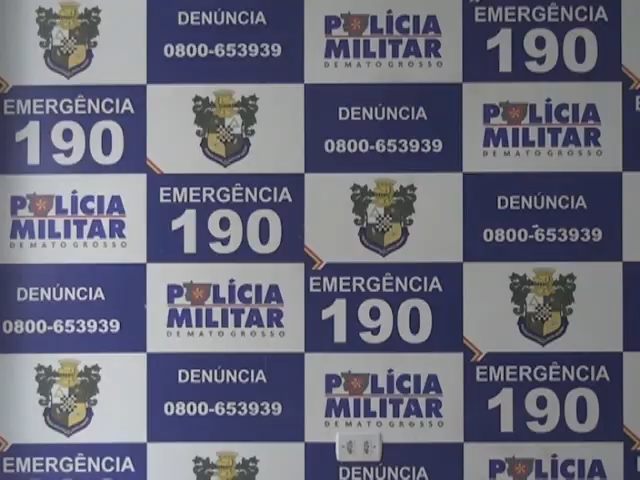 DENÚNCIA
0800-653939
POLÍCIA
MILITAR
DE MATO GROSSO
EMERGÊNCIA
190
EMERGÊNCIA
190
DENÚNCIA
0800-653939
POLÍCIA
MILITAR
DE MATO GROSSO
POLÍCIA
MILITAR
DE MATO GROSSO
EMERGÊNCIA
190
DENÚNCIA
0800-653939
DENÚNCIA
0800-653939
POLÍCIA
MILITAR
DE MATO GROSSO
EMERGÊNCIA
190
DENÚNCIA
0800-653939
POLÍCIA
MILITAR
DE MATO GROSSO
EMERGÊNCIA
190
EMERGÊNCIA
DENÚNCIA
POLÍCIA